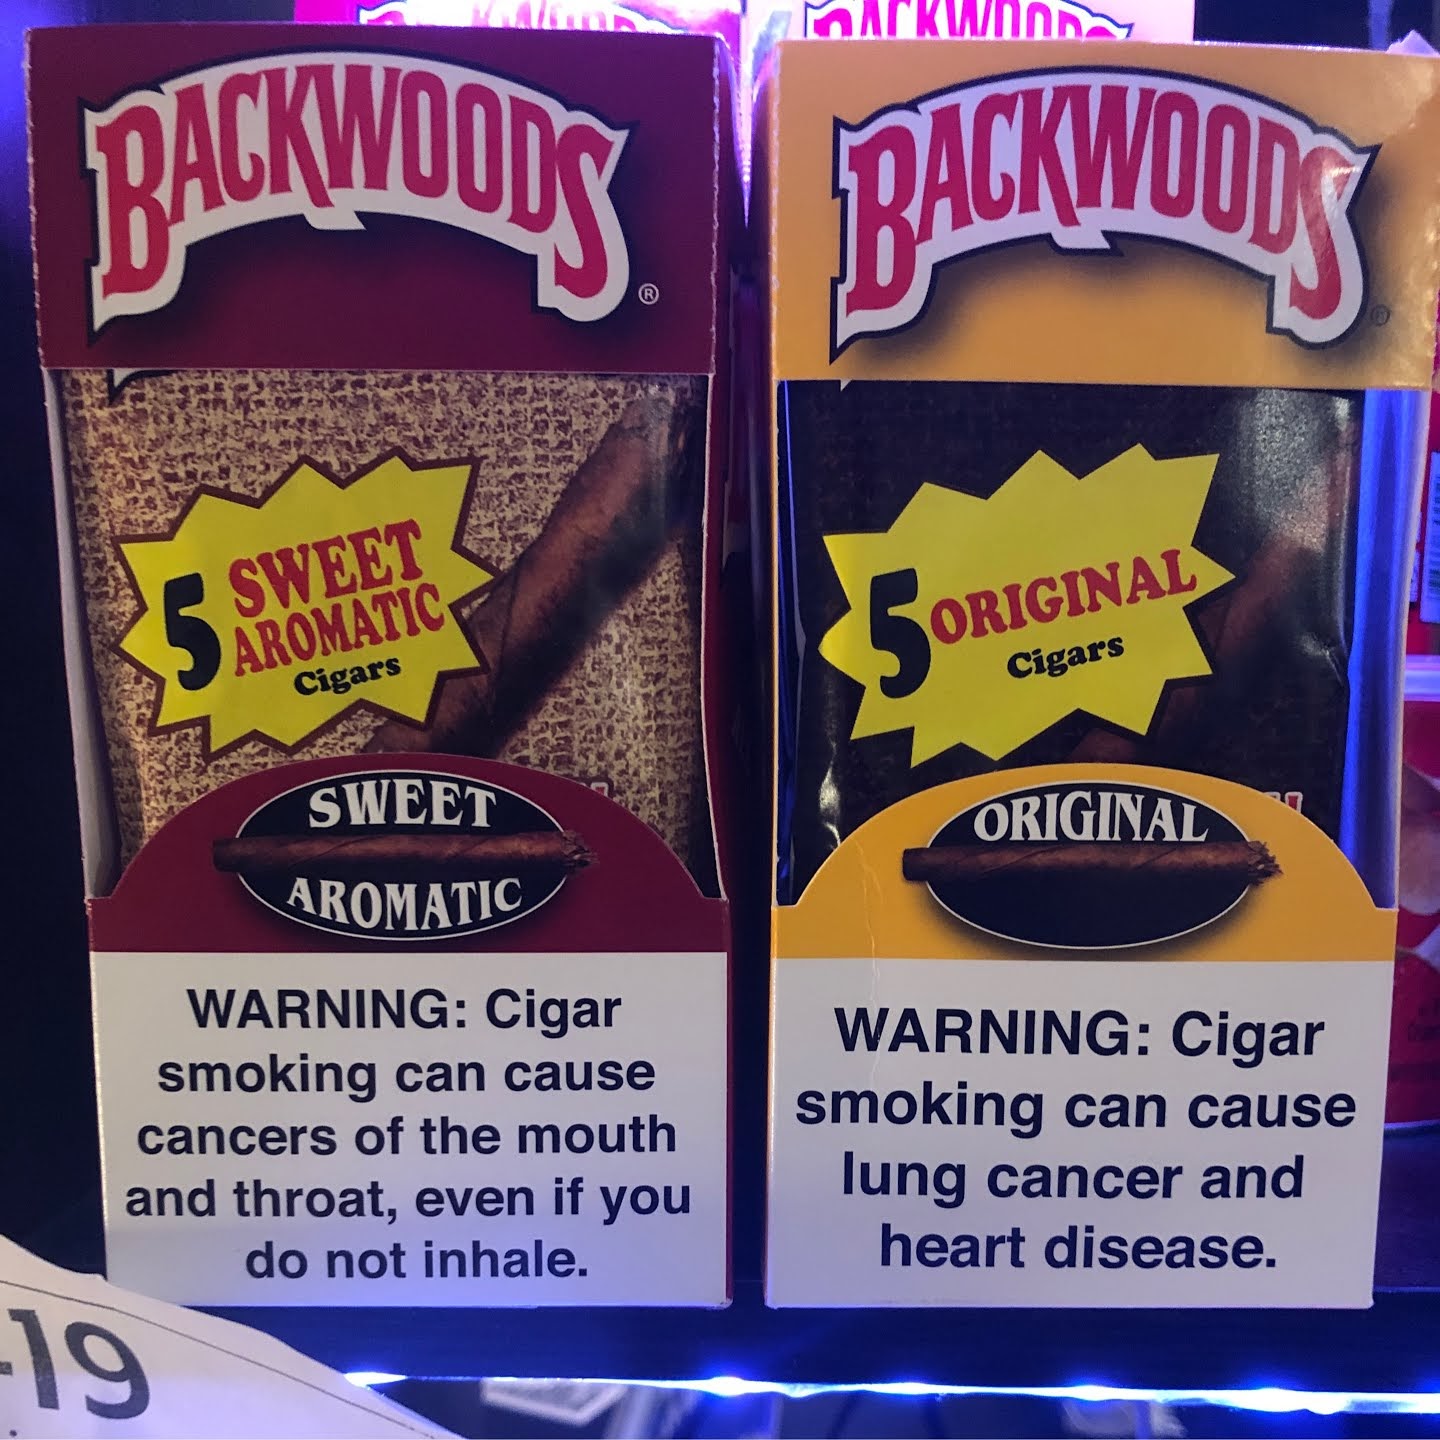 BACKWOODS
BACKWOODS
BACKWOODS®
5 SWEET
AROMATIC
Cigars
SWEET
AROMATIC
WARNING: Cigar
smoking can cause
cancers of the mouth
and throat, even if you
do not inhale.
BACKWOODS®
5 ORIGINAL
Cigars
ORIGINAL
WARNING: Cigar
smoking can cause
lung cancer and
heart disease.
-19